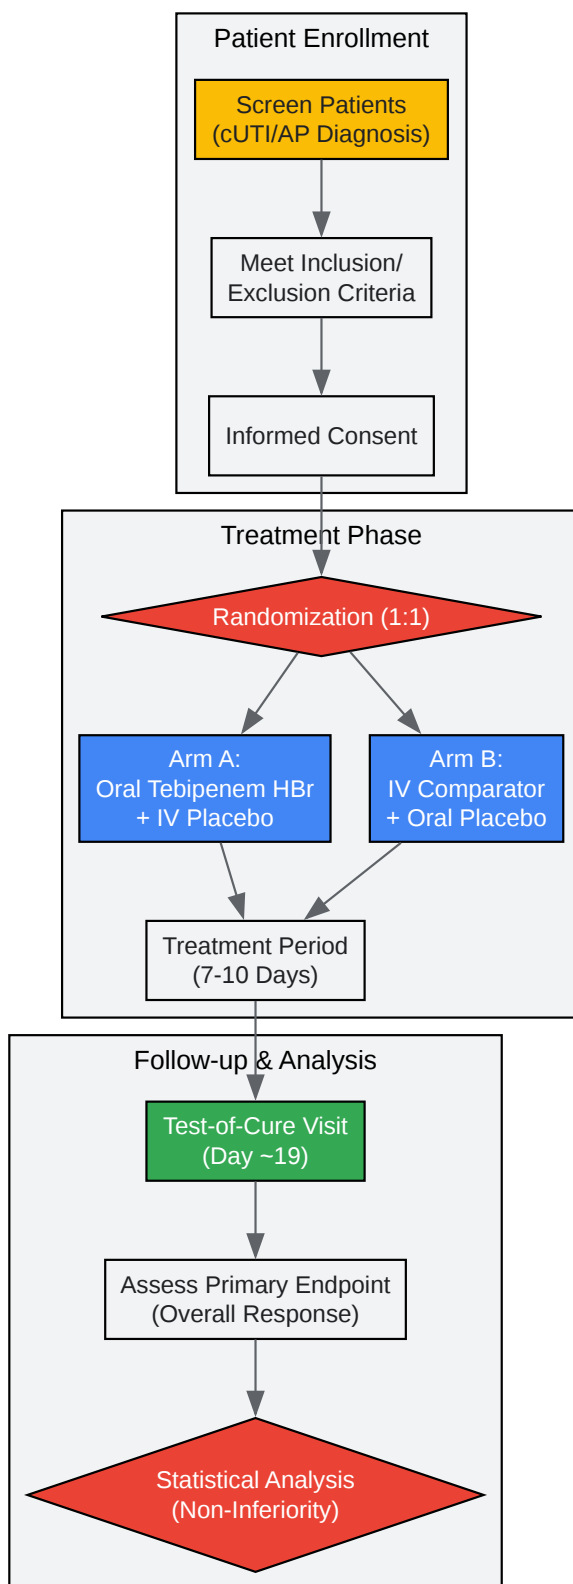 Patient Enrollment
Screen Patients
(cUTI/AP Diagnosis)
Meet Inclusion/
Exclusion Criteria
Informed Consent
Treatment Phase
Randomization (1:1)
Arm A:
Oral Tebipenem HBr
+ IV Placebo
Arm B:
IV Comparator
+ Oral Placebo
Treatment Period
(7-10 Days)
Follow-up & Analysis
Test-of-Cure Visit
(Day ~19)
Assess Primary Endpoint
(Overall Response)
Statistical Analysis
(Non-Inferiority)